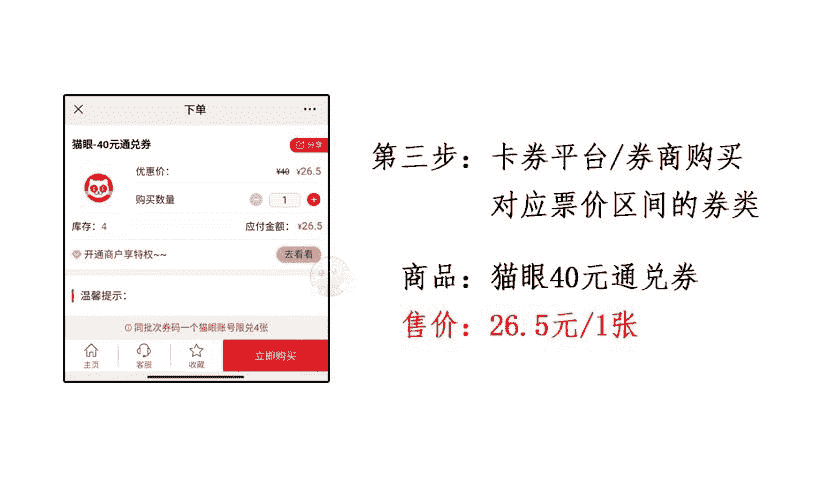 下单
猫眼-40元通兑券
分享
优惠价：
¥40 ¥26.5
购买数量
1
库存：4
应付金额：¥26.5
开通商户享特权~~
去看看
温馨提示：
同批次券码一个猫眼账号限兑4张
主页
客服
收藏
立即购买
第三步：卡券平台/券商购买
对应票价区间的券类
商品：猫眼40元通兑券
售价：26.5元/1张